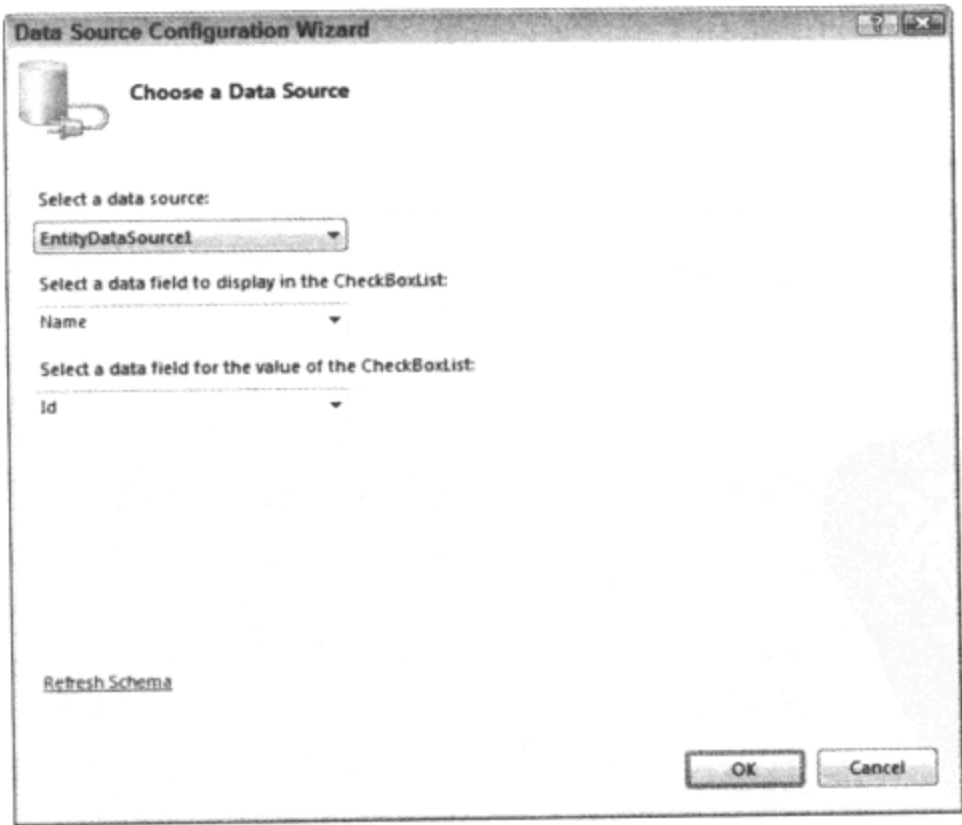 Data Source Configuration Wizard
Choose a Data Source
Select a data source:
EntityDataSource1
Select a data field to display in the CheckBoxList:
Name
Select a data field for the value of the CheckBoxList:
Id
Refresh Schema
OK
Cancel